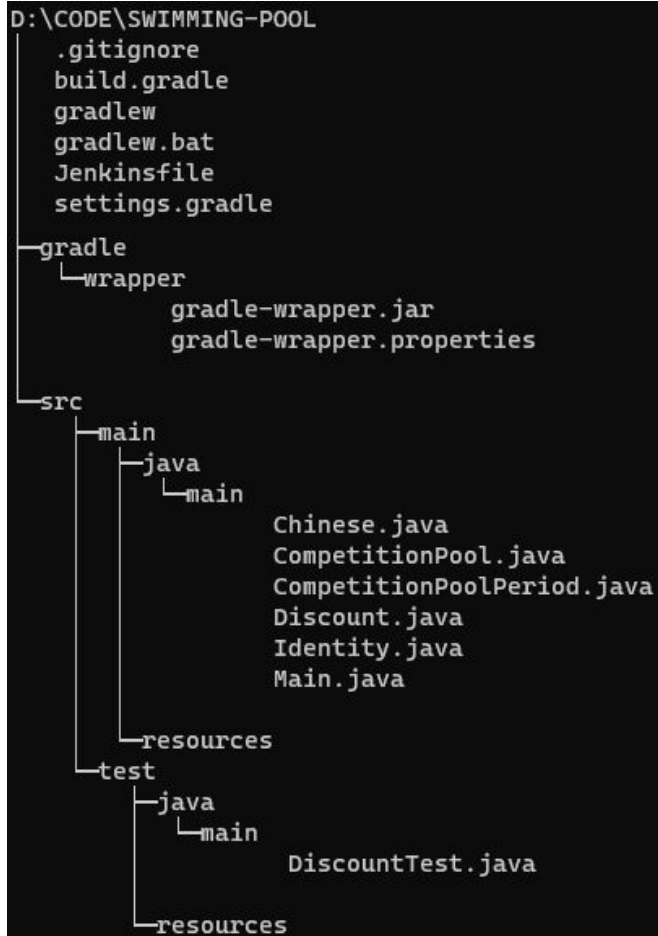 D:\CODE\SWIMMING-POOL
.gitignore
build.gradle
gradlew
gradlew.bat
Jenkinsfile
settings.gradle
gradle
wrapper
gradle-wrapper.jar
gradle-wrapper.properties
src
main
java
main
Chinese.java
CompetitionPool.java
CompetitionPoolPeriod.java
Discount.java
Identity.java
Main.java
resources
test
java
main
DiscountTest.java
resources